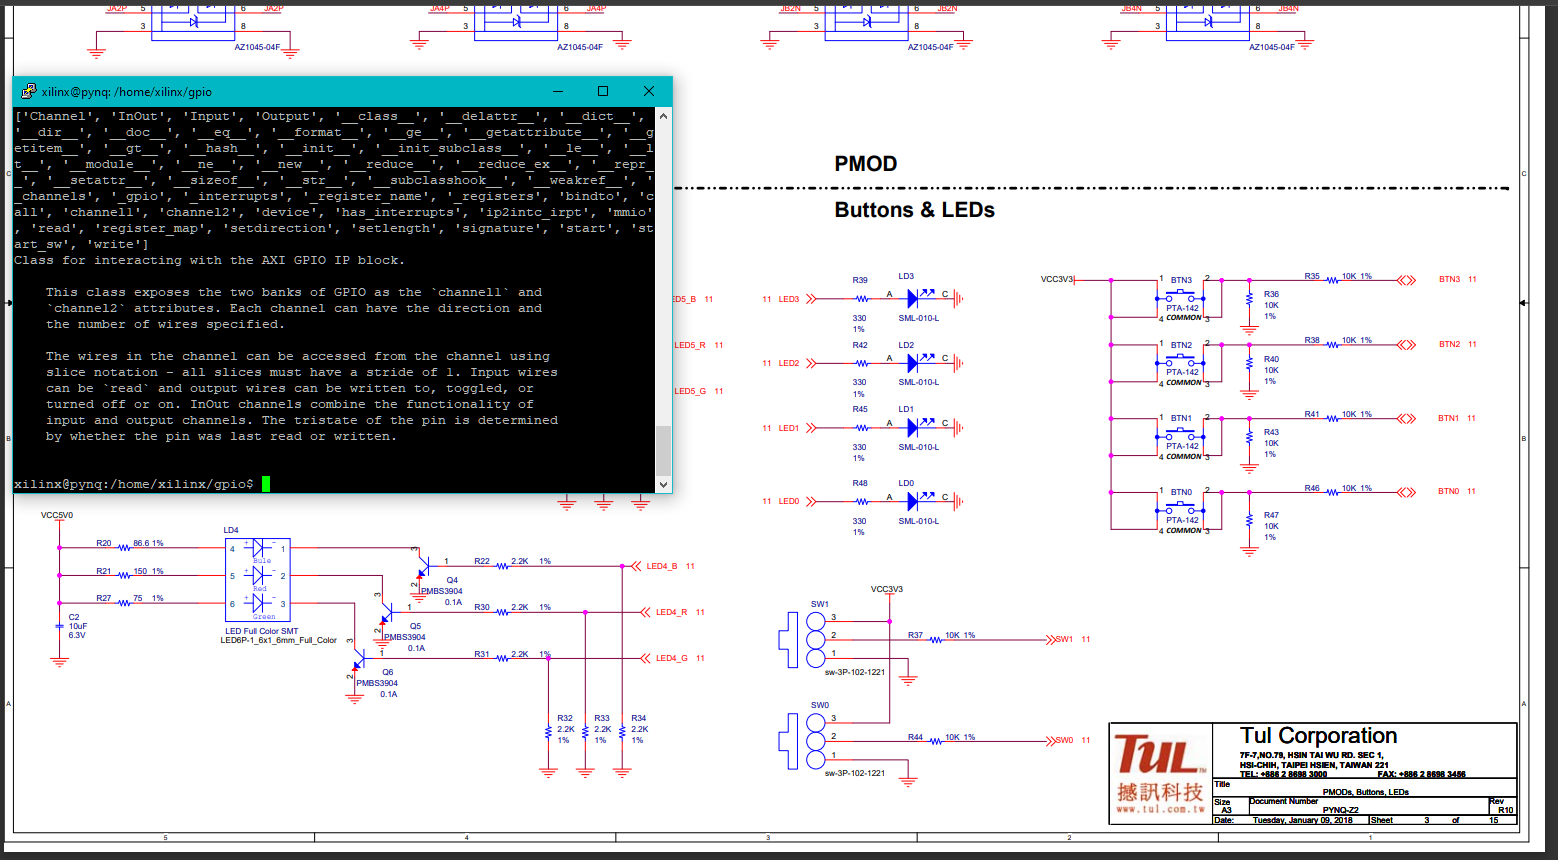 JA2P 5 6 JA2P
3 8
AZ1045-04F
JA4P 5 6 JA4P
3 8
AZ1045-04F
JB2N 5 6 JB2N
3 8
AZ1045-04F
JB4N 5 6 JB4N
3 8
AZ1045-04F
xilinx@pynq: /home/xilinx/gpio
['Channel', 'InOut', 'Input', 'Output', '__class__', '__delattr__', '__dict__',
'__dir__', '__doc__', '__eq__', '__format__', '__ge__', '__getattribute__', '__g
etitem__', '__gt__', '__hash__', '__init__', '__init_subclass__', '__le__', '__l
t__', '__module__', '__ne__', '__new__', '__reduce__', '__reduce_ex__', '__repr_
_', '__setattr__', '__sizeof__', '__str__', '__subclasshook__', '__weakref__', '
_channels', '_gpio', '_interrupts', '_register_name', '_registers', 'bindto', 'c
all', 'channel1', 'channel2', 'device', 'has_interrupts', 'ip2intc_irpt', 'mmio'
, 'read', 'register_map', 'setdirection', 'setlength', 'signature', 'start', 'st
art_sw', 'write']
Class for interacting with the AXI GPIO IP block.
This class exposes the two banks of GPIO as the `channel1` and
`channel2` attributes. Each channel can have the direction and
the number of wires specified.
The wires in the channel can be accessed from the channel using
slice notation - all slices must have a stride of 1. Input wires
can be `read` and output wires can be written to, toggled, or
turned off or on. InOut channels combine the functionality of
input and output channels. The tristate of the pin is determined
by whether the pin was last read or written.
xilinx@pynq:/home/xilinx/gpio$
PMOD
Buttons & LEDs
ED5_B 11
LED5_R 11
LED5_G 11
R39 LD3
11 LED3 A C
330 SML-010-L
1%
R42 LD2
11 LED2 A C
330 SML-010-L
1%
R45 LD1
11 LED1 A C
330 SML-010-L
1%
R48 LD0
11 LED0 A C
330 SML-010-L
1%
VCC3V3
1 BTN3 2 R35 10K 1% BTN3 11
PTA-142
4 COMMON 3
R36
10K
1%
1 BTN2 2 R38 10K 1% BTN2 11
PTA-142
4 COMMON 3
R40
10K
1%
1 BTN1 2 R41 10K 1% BTN1 11
PTA-142
4 COMMON 3
R43
10K
1%
1 BTN0 2 R46 10K 1% BTN0 11
PTA-142
4 COMMON 3
R47
10K
1%
VCC5V0
LD4
R20 86.6 1% 4 + - 1
Bule
R21 150 1% 5 + - 2
Red
R27 75 1% 6 + - 3
Green
C2
10uF
6.3V
LED Full Color SMT
LED6P-1_6x1_6mm_Full_Color
3 1 2
Q4
PMBS3904
0.1A
R22 2.2K 1% LED4_B 11
3 1 2
Q5
PMBS3904
0.1A
R30 2.2K 1% LED4_R 11
3 1 2
Q6
PMBS3904
0.1A
R31 2.2K 1% LED4_G 11
R32 R33 R34
2.2K 2.2K 2.2K
1% 1% 1%
VCC3V3
SW1
3
2 R37 10K 1% SW1 11
1
sw-3P-102-1221
SW0
3
2 R44 10K 1% SW0 11
1
sw-3P-102-1221
TUL
TM
撼訊科技
www.tul.com.tw
Tul Corporation
7F-7,NO.79, HSIN TAI WU RD. SEC 1,
HSI-CHIH, TAIPEI HSIEN, TAIWAN 221
TEL: +886 2 8698 3000 FAX: +886 2 8698 3456
Title
PMODs, Buttons, LEDs
Size Document Number Rev
A3 PYNQ-Z2 R10
Date: Tuesday, January 09, 2018 Sheet 3 of 15
C C
B B
A A
5 4 3 2 1